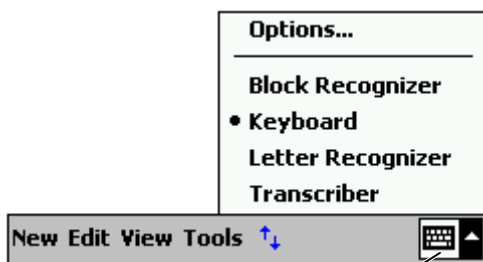 Options...
Block Recognizer
Keyboard
Letter Recognizer
Transcriber
New Edit View Tools